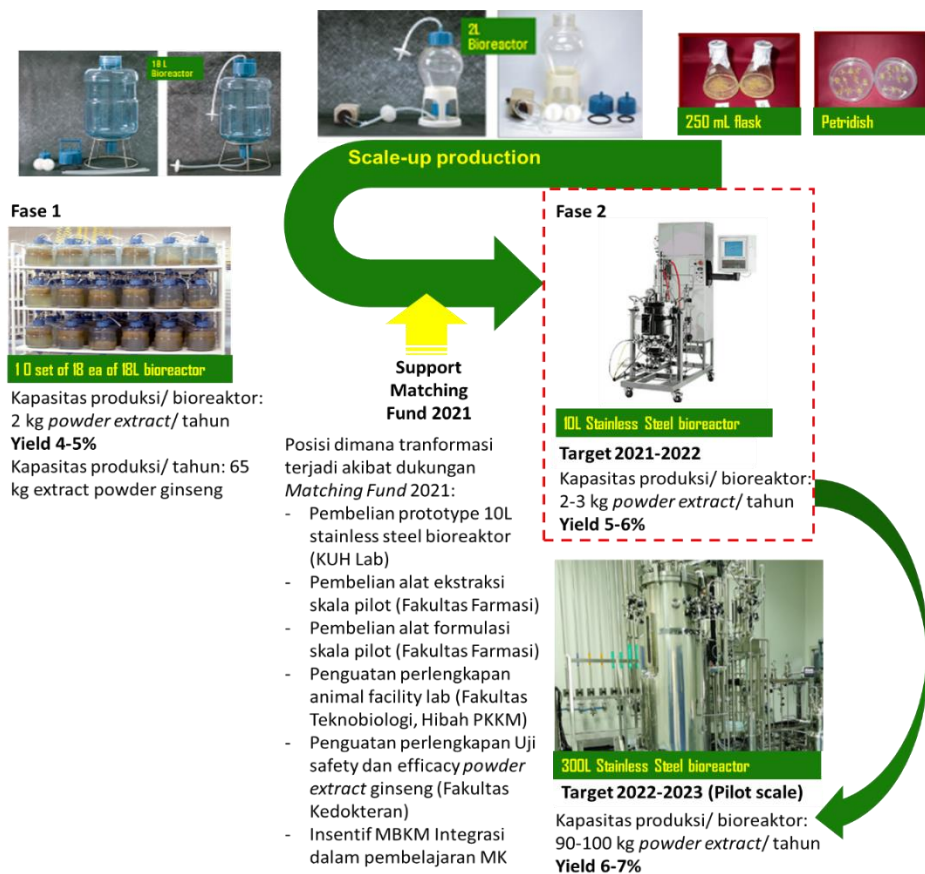 18 L
Bioreactor
2L
Bioreactor
250 mL flask
Petridish
Scale-up production
Fase 1
10 set of 18 ea of 18L bioreactor
Kapasitas produksi/ bioreaktor:
2 kg powder extract/ tahun
Yield 4-5%
Kapasitas produksi/ tahun: 65
kg extract powder ginseng
Support
Matching
Fund 2021
Posisi dimana tranformasi
terjadi akibat dukungan
Matching Fund 2021:
- Pembelian prototype 10L
stainless steel bioreaktor
(KUH Lab)
- Pembelian alat ekstraksi
skala pilot (Fakultas Farmasi)
- Pembelian alat formulasi
skala pilot (Fakultas Farmasi)
- Penguatan perlengkapan
animal facility lab (Fakultas
Teknobiologi, Hibah PKKM)
- Penguatan perlengkapan Uji
safety dan efficacy powder
extract ginseng (Fakultas
Kedokteran)
- Insentif MBKM Integrasi
dalam pembelajaran MK
Fase 2
10L Stainless Steel bioreactor
Target 2021-2022
Kapasitas produksi/ bioreaktor:
2-3 kg powder extract/ tahun
Yield 5-6%
300L Stainless Steel bioreactor
Target 2022-2023 (Pilot scale)
Kapasitas produksi/ bioreaktor:
90-100 kg powder extract/ tahun
Yield 6-7%